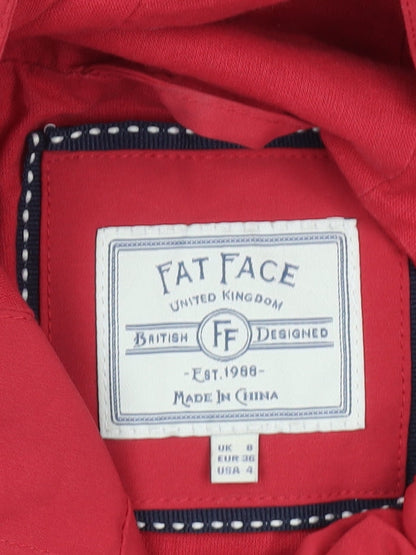 FAT FACE
UNITED KINGDOM
BRITISH FF DESIGNED
- EST. 1988 -
MADE IN CHINA
UK 8
EUR 36
USA 4